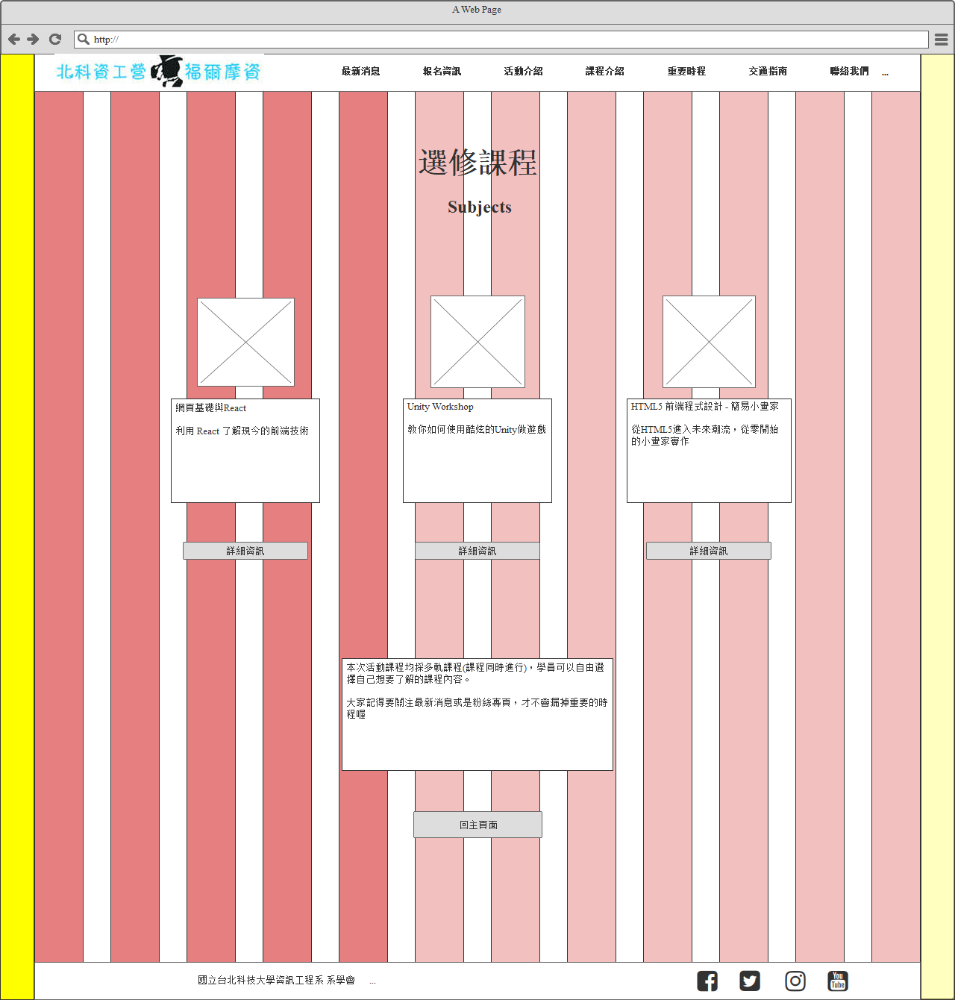 A Web Page
http://
北科資工營 福爾摩資
最新消息 報名資訊 活動介紹 課程介紹 重要時程 交通指南 聯絡我們 ...
選修課程
Subjects
網頁基礎與React
利用 React 了解現今的前端技術
Unity Workshop
教你如何使用酷炫的Unity做遊戲
HTML5 前端程式設計 - 簡易小畫家
從HTML5進入未來潮流，從零開始
的小畫家實作
詳細資訊
詳細資訊
詳細資訊
本次活動課程均採多軌課程(課程同時進行)，學員可以自由選
擇自己想要了解的課程內容。
大家記得要關注最新消息或是粉絲專頁，才不會漏掉重要的時
程喔
回主頁面
國立台北科技大學資訊工程系 系學會 ...
You
Tube